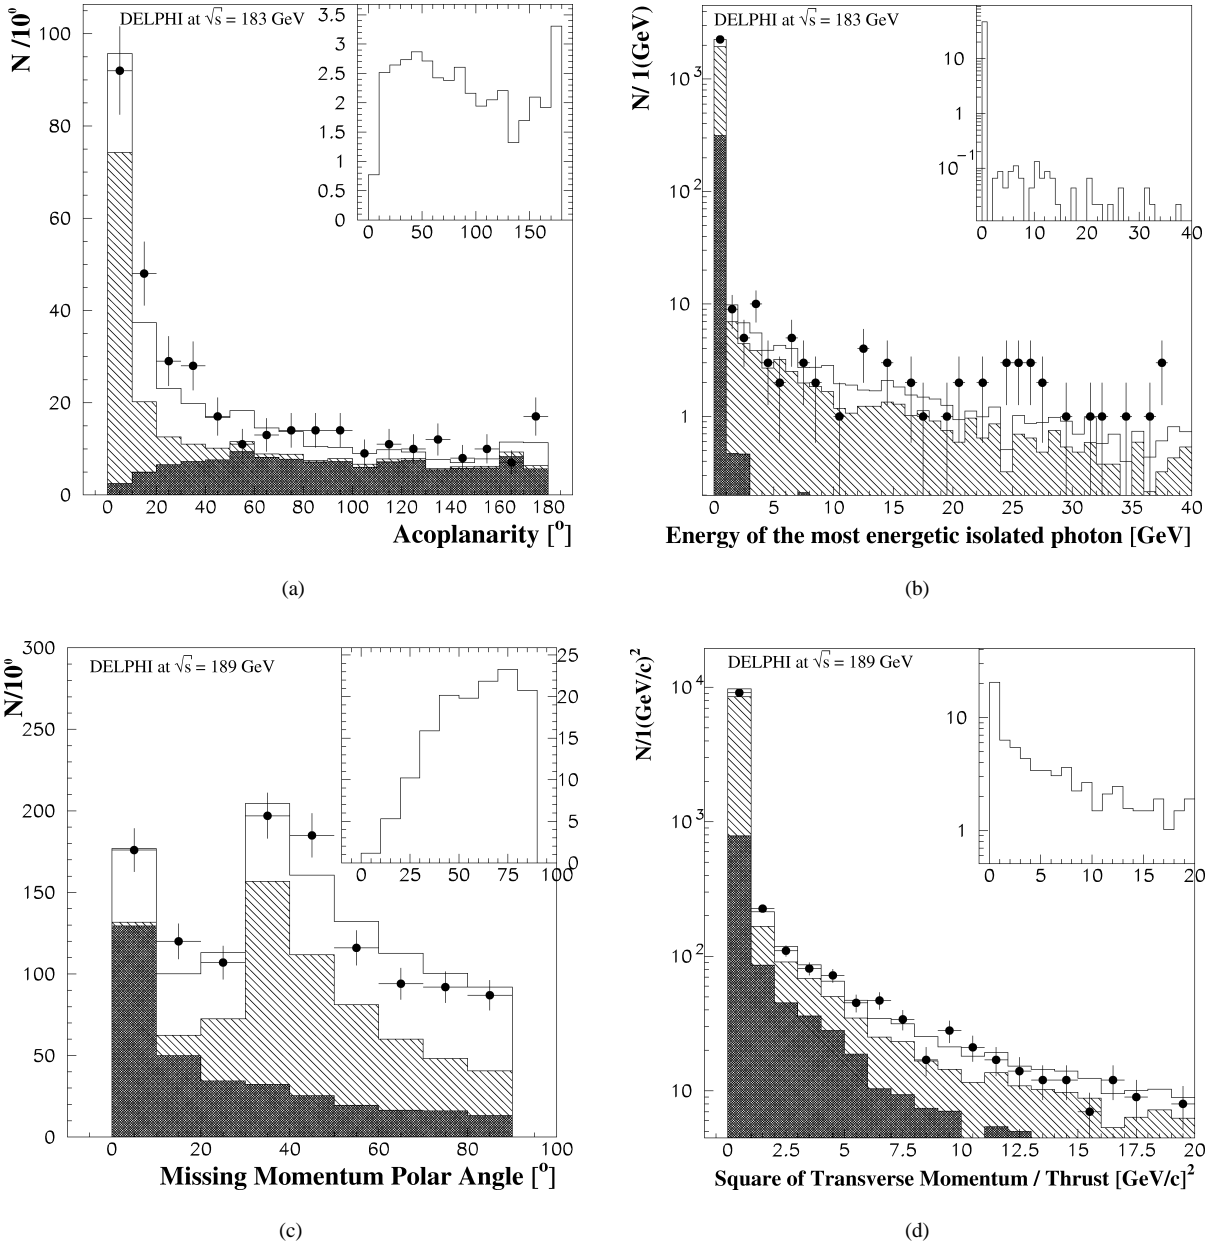 DELPHI at √s = 183 GeV
N /10⁰
100
80
60
40
20
0
3.5
3
2.5
2
1.5
1
0.5
0
0 50 100 150
0 20 40 60 80 100 120 140 160 180
Acoplanarity [°]
(a)
DELPHI at √s = 183 GeV
N/ 1(GeV)
10³
10²
10
1
10
1
10⁻¹
0 10 20 30 40
0 5 10 15 20 25 30 35 40
Energy of the most energetic isolated photon [GeV]
(b)
DELPHI at √s = 189 GeV
N/10⁰
300
250
200
150
100
50
0
25
20
15
10
5
0
0 25 50 75 100
0 20 40 60 80 100
Missing Momentum Polar Angle [°]
(c)
DELPHI at √s = 189 GeV
N/1(GeV/c)²
10⁴
10³
10²
10
10
1
0 5 10 15 20
0 2.5 5 7.5 10 12.5 15 17.5 20
Square of Transverse Momentum / Thrust [GeV/c]²
(d)